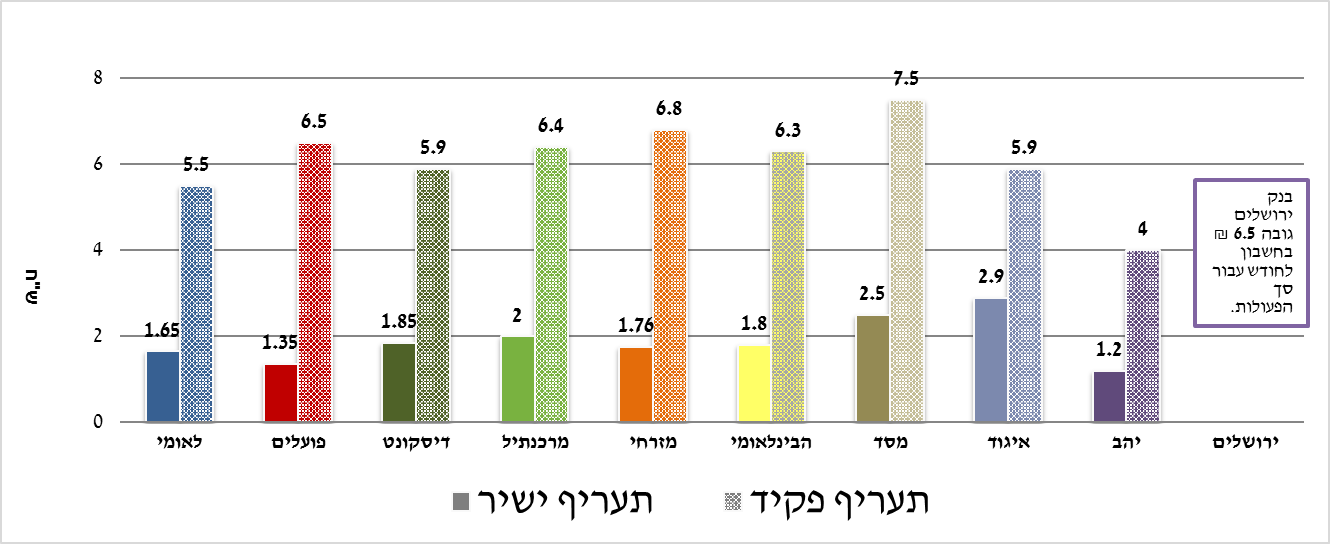 8
6
4
2
0
ש"ח
1.65
5.5
1.35
6.5
1.85
5.9
2
6.4
1.76
6.8
1.8
6.3
2.5
7.5
2.9
5.9
1.2
4
בנק
ירושלים
גובה 6.5 ₪
בחשבון
לחודש עבור
סך
הפעולות.
לאומי
פועלים
דיסקונט
מרכנתיל
מזרחי
הבינלאומי
מסד
איגוד
יהב
ירושלים
תעריף ישיר
תעריף פקיד